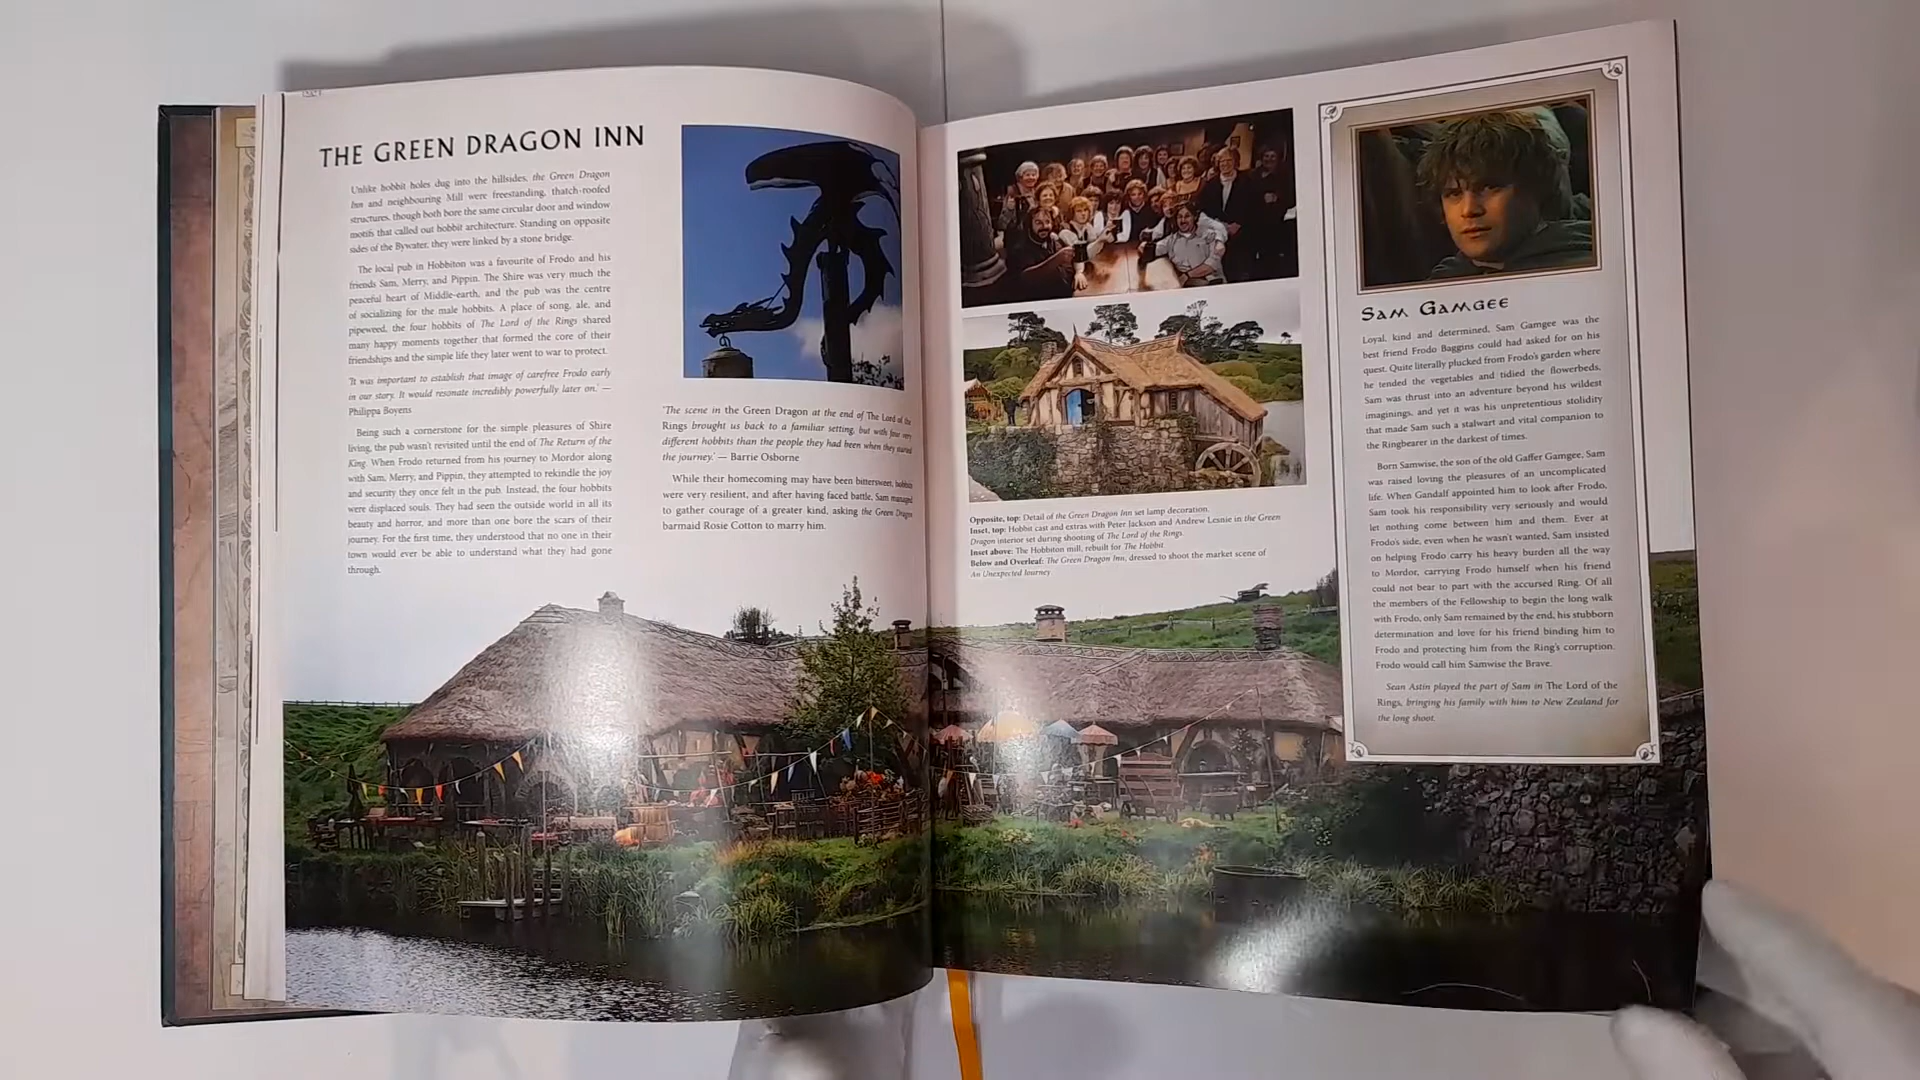 THE GREEN DRAGON INN
Unlike hobbit holes dug into the hillsides, the Green Dragon
Inn and neighbouring Mill were freestanding, thatch-roofed
structures, though both bore the same circular door and window
motifs that called out hobbit architecture. Standing on opposite
sides of the Bywater, they were linked by a stone bridge.
The local pub in Hobbiton was a favourite of Frodo and his
friends Sam, Merry, and Pippin. The Shire was very much the
peaceful heart of Middle-earth, and the pub was the centre
of socializing for the male hobbits. A place of song, ale, and
pipeweed, the four hobbits of The Lord of the Rings shared
many happy moments together that formed the core of their
friendships and the simple life they later went to war to protect.
'It was important to establish that image of carefree Frodo early
in our story. It would resonate incredibly powerfully later on.' —
Philippa Boyens
Being such a cornerstone for the simple pleasures of Shire
living, the pub wasn't revisited until the end of The Return of the
King. When Frodo returned from his journey to Mordor along
with Sam, Merry, and Pippin, they attempted to rekindle the joy
and security they once felt in the pub. Instead, the four hobbits
were displaced souls. They had seen the outside world in all its
beauty and horror, and more than one bore the scars of their
journey. For the first time, they understood that no one in their
town would ever be able to understand what they had gone
through.
'The scene in the Green Dragon at the end of The Lord of the
Rings brought us back to a familiar setting, but with four very
different hobbits than the people they had been when they started
the journey.' — Barrie Osborne
While their homecoming may have been bittersweet, hobbits
were very resilient, and after having faced battle, Sam managed
to gather courage of a greater kind, asking the Green Dragon
barmaid Rosie Cotton to marry him.
Opposite, top: Detail of the Green Dragon Inn set lamp decoration.
Inset, top: Hobbit cast and extras with Peter Jackson and Andrew Lesnie in the Green
Dragon interior set during shooting of The Lord of the Rings.
Inset above: The Hobbiton mill, rebuilt for The Hobbit
Below and Overleaf: The Green Dragon Inn, dressed to shoot the market scene of
An Unexpected Journey
Sam Gamgee
Loyal, kind and determined, Sam Gamgee was the
best friend Frodo Baggins could had asked for on his
quest. Quite literally plucked from Frodo's garden where
he tended the vegetables and tidied the flowerbeds,
Sam was thrust into an adventure beyond his wildest
imaginings, and yet it was his unpretentious stolidity
that made Sam such a stalwart and vital companion to
the Ringbearer in the darkest of times.
Born Samwise, the son of the old Gaffer Gamgee, Sam
was raised loving the pleasures of an uncomplicated
life. When Gandalf appointed him to look after Frodo,
Sam took his responsibility very seriously and would
let nothing come between him and them. Ever at
Frodo's side, even when he wasn't wanted, Sam insisted
on helping Frodo carry his heavy burden all the way
to Mordor, carrying Frodo himself when his friend
could not bear to part with the accursed Ring. Of all
the members of the Fellowship to begin the long walk
with Frodo, only Sam remained by the end, his stubborn
determination and love for his friend binding him to
Frodo and protecting him from the Ring's corruption.
Frodo would call him Samwise the Brave.
Sean Astin played the part of Sam in The Lord of the
Rings, bringing his family with him to New Zealand for
the long shoot.